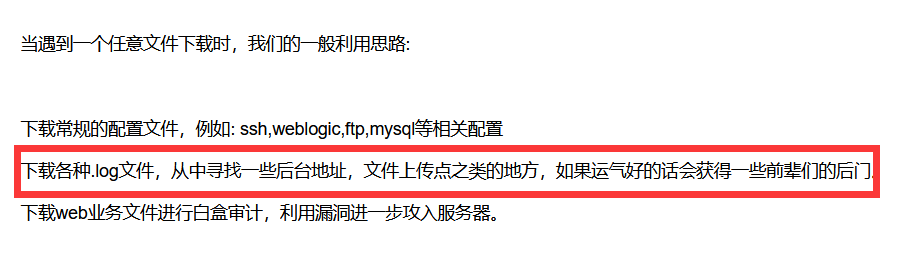 当遇到一个任意文件下载时，我们的一般利用思路:
下载常规的配置文件，例如: ssh,weblogic,ftp,mysql等相关配置
下载各种.log文件，从中寻找一些后台地址，文件上传点之类的地方，如果运气好的话会获得一些前辈们的后门。
下载web业务文件进行白盒审计，利用漏洞进一步攻入服务器。